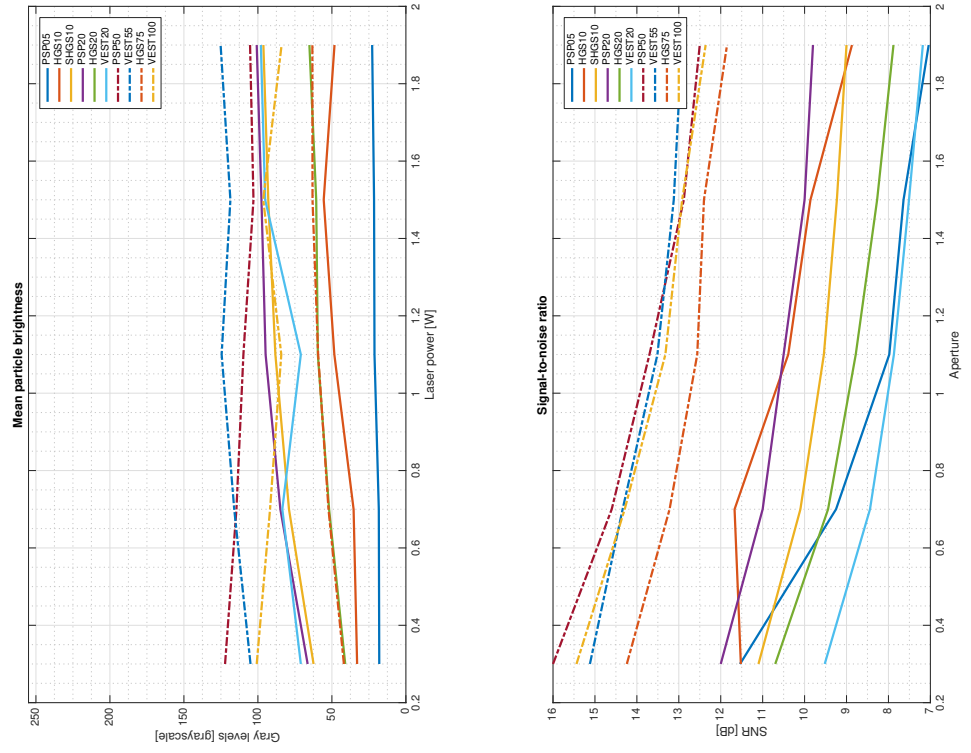 Mean particle brightness
Gray levels [grayscale]
250
200
150
100
50
0
0.2
0.4
0.6
0.8
1
1.2
1.4
1.6
1.8
2
Laser power [W]
PSP05
HGS10
SHGS10
PSP20
HGS20
VEST20
PSP50
VEST55
HGS75
VEST100
Signal-to-noise ratio
SNR [dB]
16
15
14
13
12
11
10
9
8
7
0.2
0.4
0.6
0.8
1
1.2
1.4
1.6
1.8
2
Aperture
PSP05
HGS10
SHGS10
PSP20
HGS20
VEST20
PSP50
VEST55
HGS75
VEST100